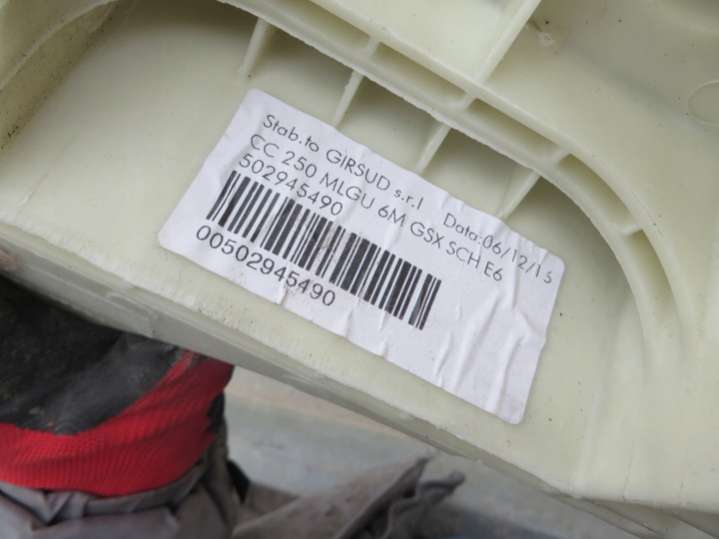 Stab.to GIRSUD s.r.l Data:06/12/15
CC 250 MLGU 6M GSX SCH E6
502945490
00502945490